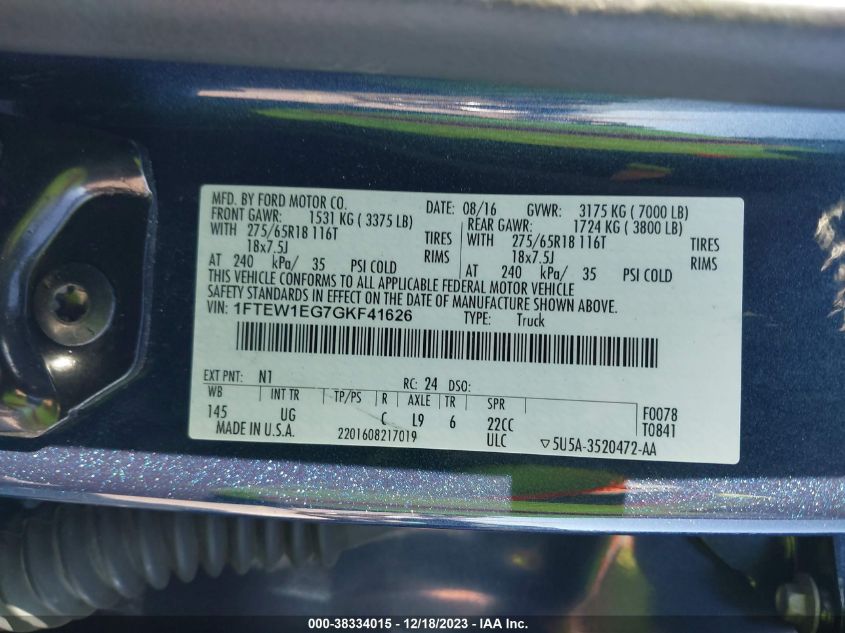 MFD. BY FORD MOTOR CO. DATE: 08/16 GVWR: 3175 KG ( 7000 LB)
FRONT GAWR: 1531 KG ( 3375 LB) REAR GAWR: 1724 KG ( 3800 LB)
WITH 275/65R18 116T TIRES WITH 275/65R18 116T TIRES
18x7.5J RIMS 18x7.5J RIMS
AT 240 kPa/ 35 PSI COLD AT 240 kPa/ 35 PSI COLD
THIS VEHICLE CONFORMS TO ALL APPLICABLE FEDERAL MOTOR VEHICLE
SAFETY STANDARDS IN EFFECT ON THE DATE OF MANUFACTURE SHOWN ABOVE.
VIN: 1FTEW1EG7GKF41626 TYPE: Truck
EXT PNT: N1 RC: 24 DSO:
WB INT TR TP/PS R AXLE TR SPR F0078
145 UG C L9 6 22CC T0841
MADE IN U.S.A. 2201608217019 ULC ▽5U5A-3520472-AA
000-38334015 - 12/18/2023 - IAA Inc.